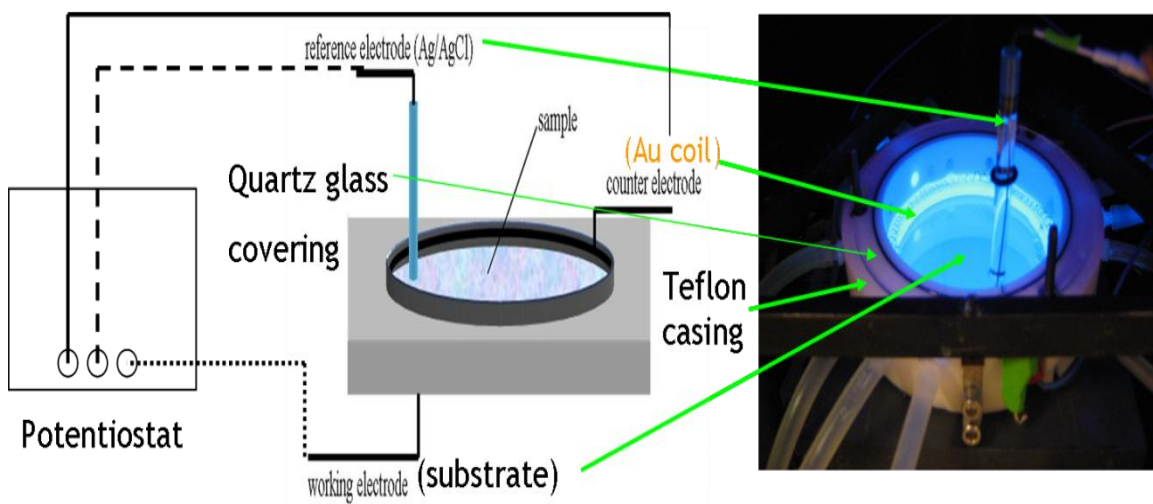 reference electrode (Ag/AgCl)
sample
(Au coil)
counter electrode
Quartz glass
covering
Teflon
casing
Potentiostat
working electrode (substrate)